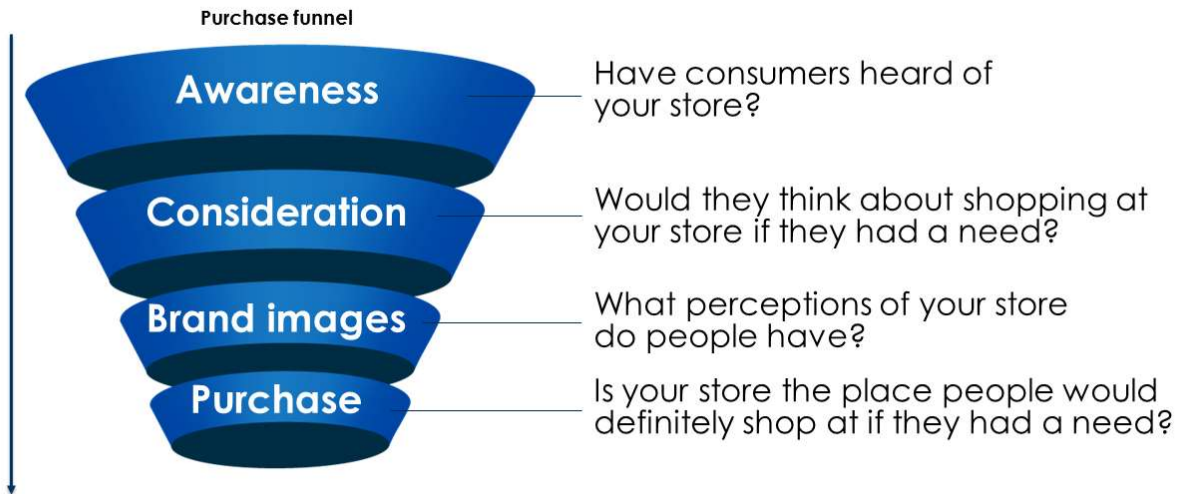 Purchase funnel
Awareness
Have consumers heard of
your store?
Consideration
Would they think about shopping at
your store if they had a need?
Brand images
What perceptions of your store
do people have?
Purchase
Is your store the place people would
definitely shop at if they had a need?